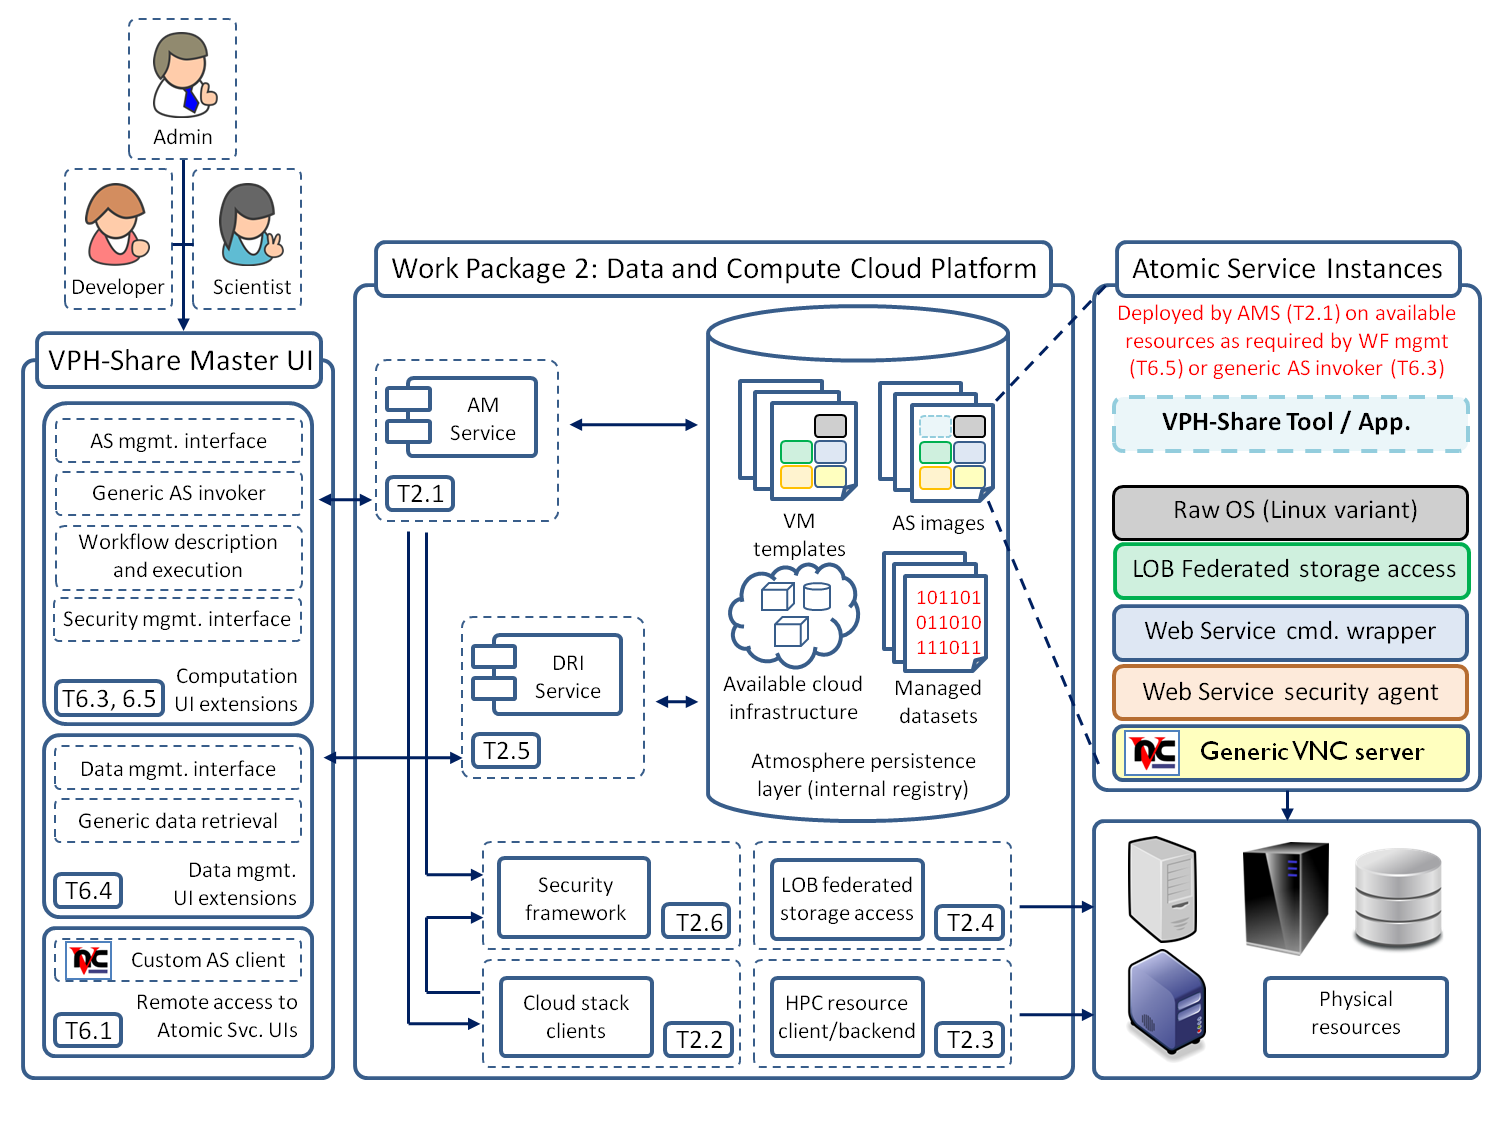 Admin
Developer
Scientist
VPH-Share Master UI
AS mgmt. interface
Generic AS invoker
Workflow description
and execution
Security mgmt. interface
T6.3, 6.5
Computation
UI extensions
Data mgmt. interface
Generic data retrieval
T6.4
Data mgmt.
UI extensions
VNC
Custom AS client
T6.1
Remote access to
Atomic Svc. UIs
Work Package 2: Data and Compute Cloud Platform
AM
Service
T2.1
DRI
Service
T2.5
VM
templates
AS images
101101
011010
111011
Available cloud
infrastructure
Managed
datasets
Atmosphere persistence
layer (internal registry)
Security
framework
T2.6
LOB federated
storage access
T2.4
Cloud stack
clients
T2.2
HPC resource
client/backend
T2.3
Atomic Service Instances
Deployed by AMS (T2.1) on available
resources as required by WF mgmt
(T6.5) or generic AS invoker (T6.3)
VPH-Share Tool / App.
Raw OS (Linux variant)
LOB Federated storage access
Web Service cmd. wrapper
Web Service security agent
VNC
Generic VNC server
Physical
resources